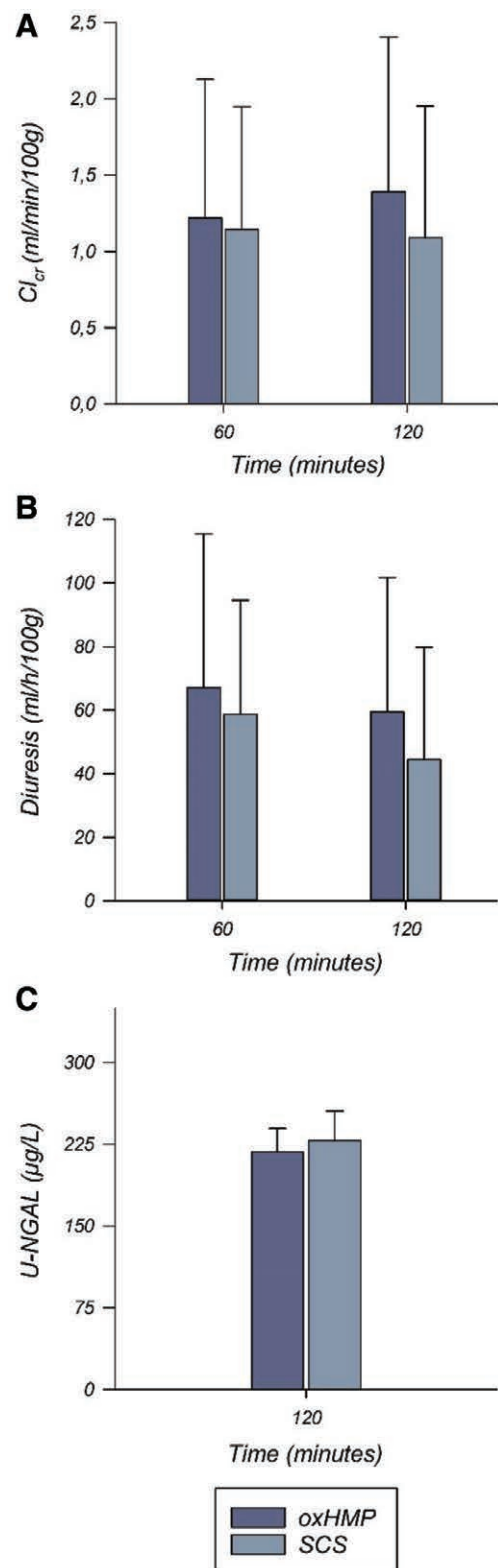 A
2,5
2,0
1,5
1,0
0,5
0,0
Cl_cr (ml/min/100g)
60 120
Time (minutes)
B
120
100
80
60
40
20
0
Diuresis (ml/h/100g)
60 120
Time (minutes)
C
300
225
150
75
0
U-NGAL (µg/L)
120
Time (minutes)
oxHMP
SCS